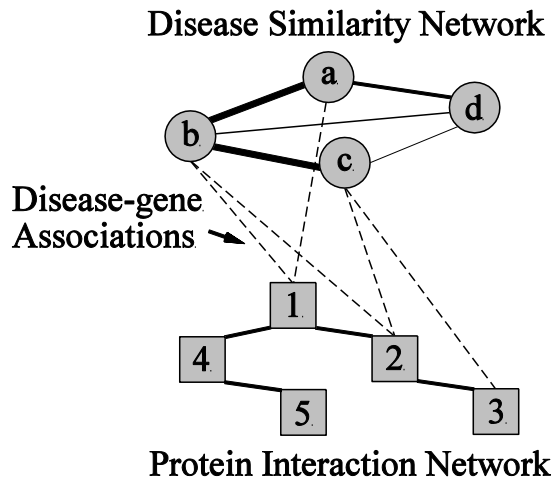 Disease Similarity Network
a
d
b
c
Disease-gene
Associations
1
4
2
5
3
Protein Interaction Network